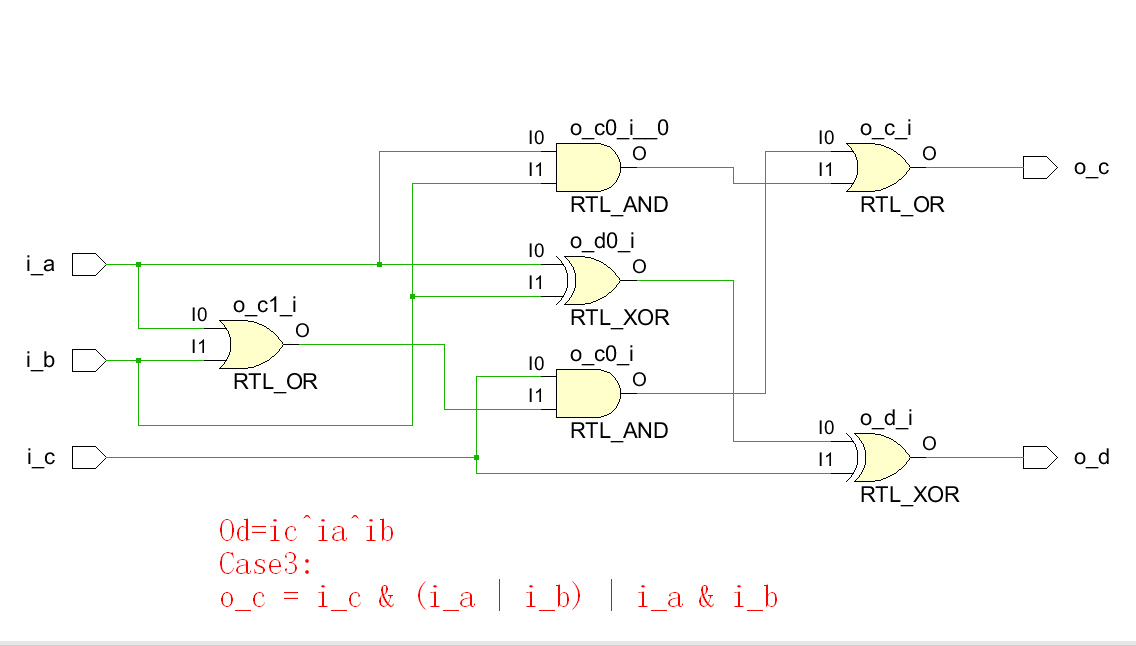 o_c0_i__0
I0
O
I1
RTL_AND
o_c_i
I0
O
I1
RTL_OR
o_c
o_d0_i
I0
O
I1
RTL_XOR
i_a
o_c1_i
I0
O
I1
RTL_OR
i_b
o_c0_i
I0
O
I1
RTL_AND
i_c
o_d_i
I0
O
I1
RTL_XOR
o_d
Od=ic^ia^ib
Case3:
o_c = i_c & (i_a | i_b) | i_a & i_b